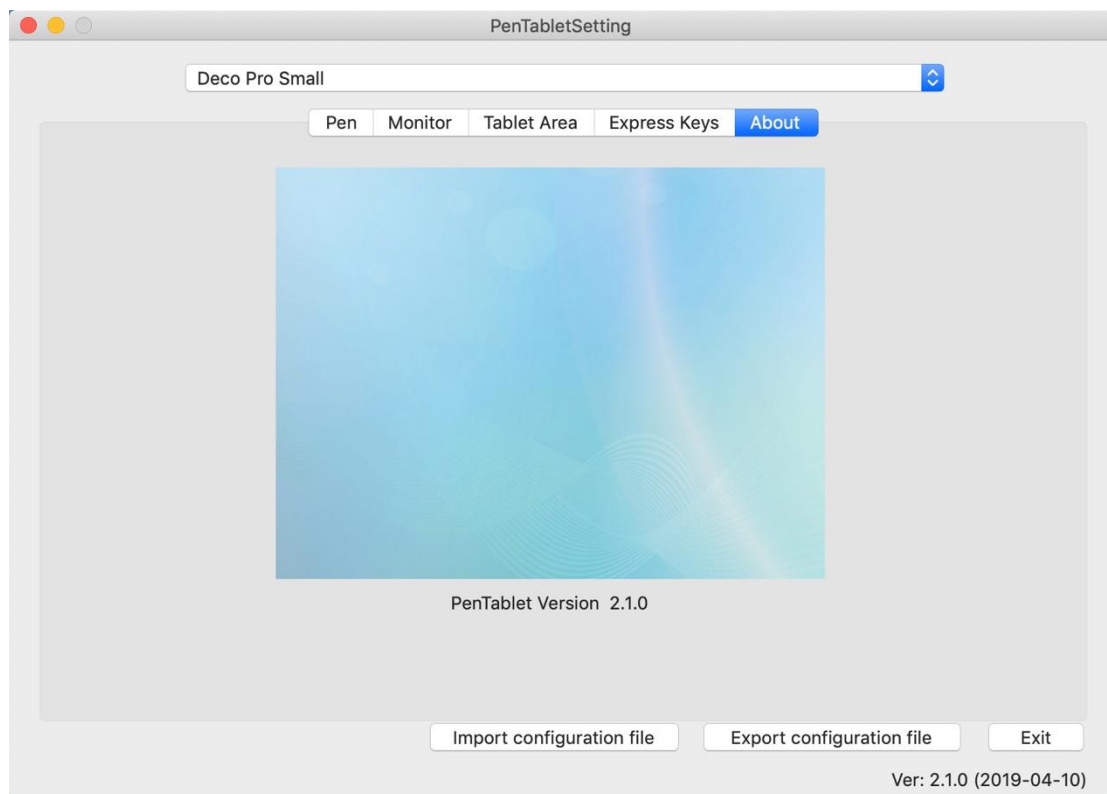 PenTabletSetting
Deco Pro Small
Pen Monitor Tablet Area Express Keys About
PenTablet Version 2.1.0
Import configuration file Export configuration file Exit
Ver: 2.1.0 (2019-04-10)